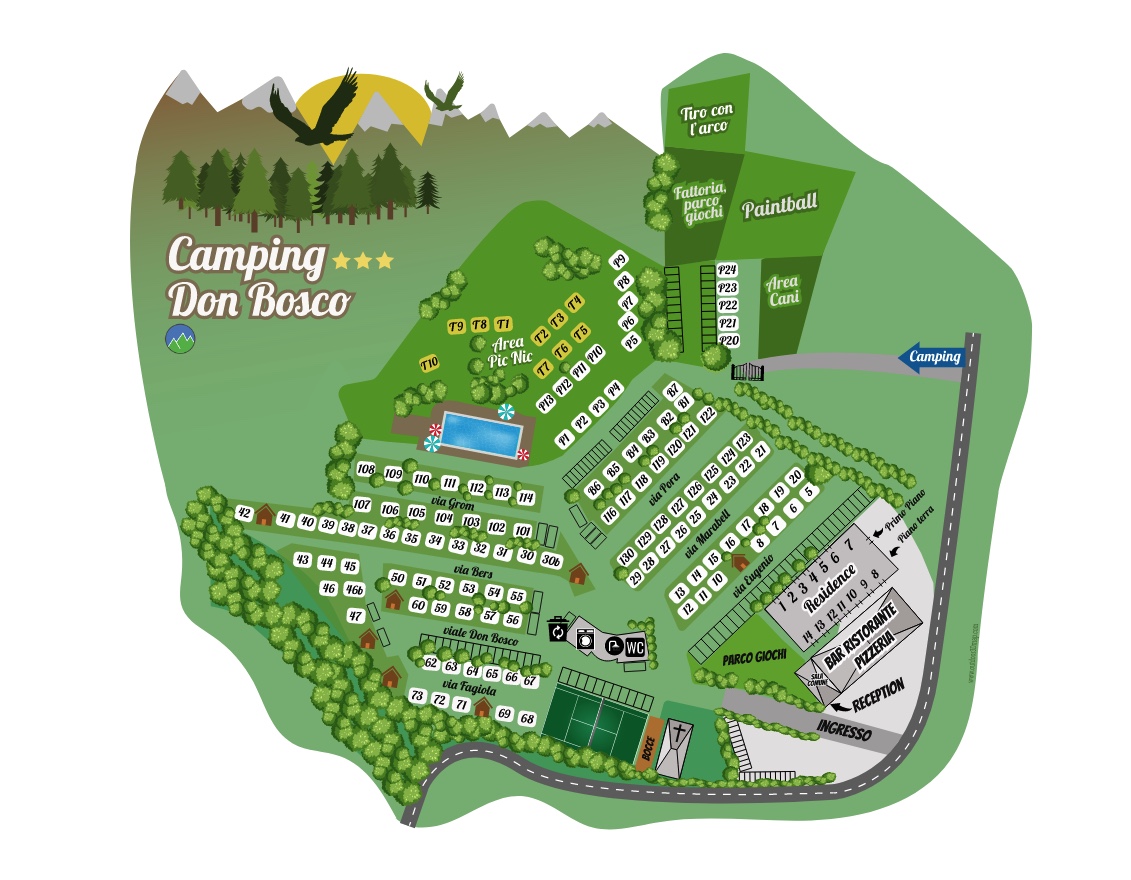 Tiro con
l'arco
Fattoria,
parco
giochi
Paintball
Camping
Don Bosco
P24
P23
P22
P21
P20
Area
Cani
P9
P8
P7
P6
P5
T9 T8 T1
T2 T3 T4
T10
Area
Pic Nic
T7 T6 T5
P13 P12 P11 P10
P1 P2 P3 P4
Camping
B7
B6 B5 B4 B3 B2 B1
116 117 118 119 120 121 122
via Pora
130 129 128 127 126 125 124 123
29 28 27 26 25 24 23 22 21
via Marabell
13 14 15 16 17 18 19 20
12 11 10 8 7 6 5
via Eugenio
108 109 110 111 112 113 114
via Grom
107 106 105 104 103 102 101
42 41 40 39 38 37 36 35 34 33 32 31 30 30b
via Bers
43 44 45
46 46b
47
50 51 52 53 54 55
60 59 58 57 56
viale Don Bosco
62 63 64 65 66 67
via Fagiola
73 72 71 69 68
P
WC
Primo Piano
Piano terra
1 2 3 4 5 6 7
Residence
14 13 12 11 10 9 8
BAR RISTORANTE
PIZZERIA
SALA
COMUNE
PARCO GIOCHI
RECEPTION
INGRESSO
BOCCE